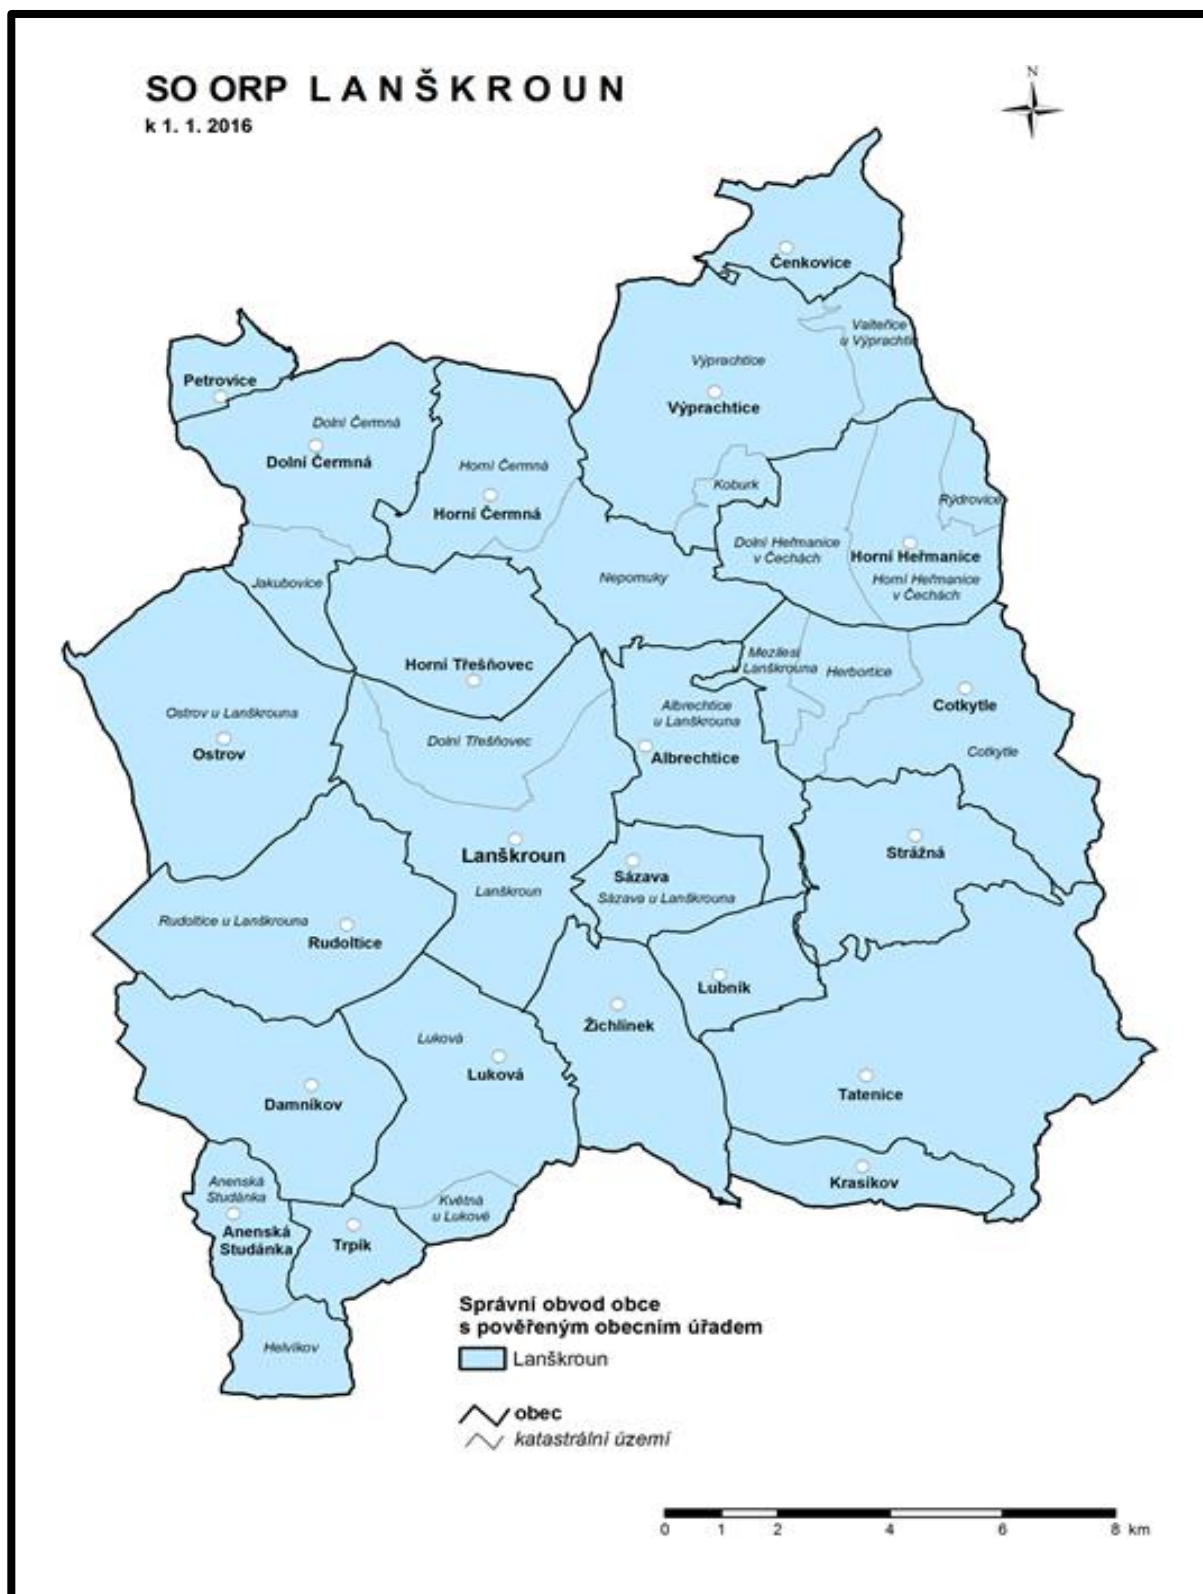 SO ORP LANŠKROUN
k 1. 1. 2016
N
Čenkovice
Valteřice
u Výprachtic
Petrovice
Výprachtice
Výprachtice
Dolní Čermná
Dolní Čermná
Horní Čermná
Horní Čermná
Koburk
Rýdrovice
Dolní Heřmanice
v Čechách
Horní Heřmanice
Horní Heřmanice
v Čechách
Jakubovice
Nepomuky
Horní Třešňovec
Mezilesí
u Lanškrouna
Herbortice
Cotkytle
Cotkytle
Ostrov u Lanškrouna
Ostrov
Dolní Třešňovec
Albrechtice
u Lanškrouna
Albrechtice
Lanškroun
Lanškroun
Sázava
Sázava u Lanškrouna
Strážná
Rudoltice u Lanškrouna
Rudoltice
Lubník
Žichlínek
Luková
Luková
Tatenice
Damníkov
Krasíkov
Anenská
Studánka
Anenská
Studánka
Květná
u Lukové
Trpík
Helvíkov
Správní obvod obce
s pověřeným obecním úřadem
Lanškroun
obec
katastrální území
0 1 2 4 6 8 km